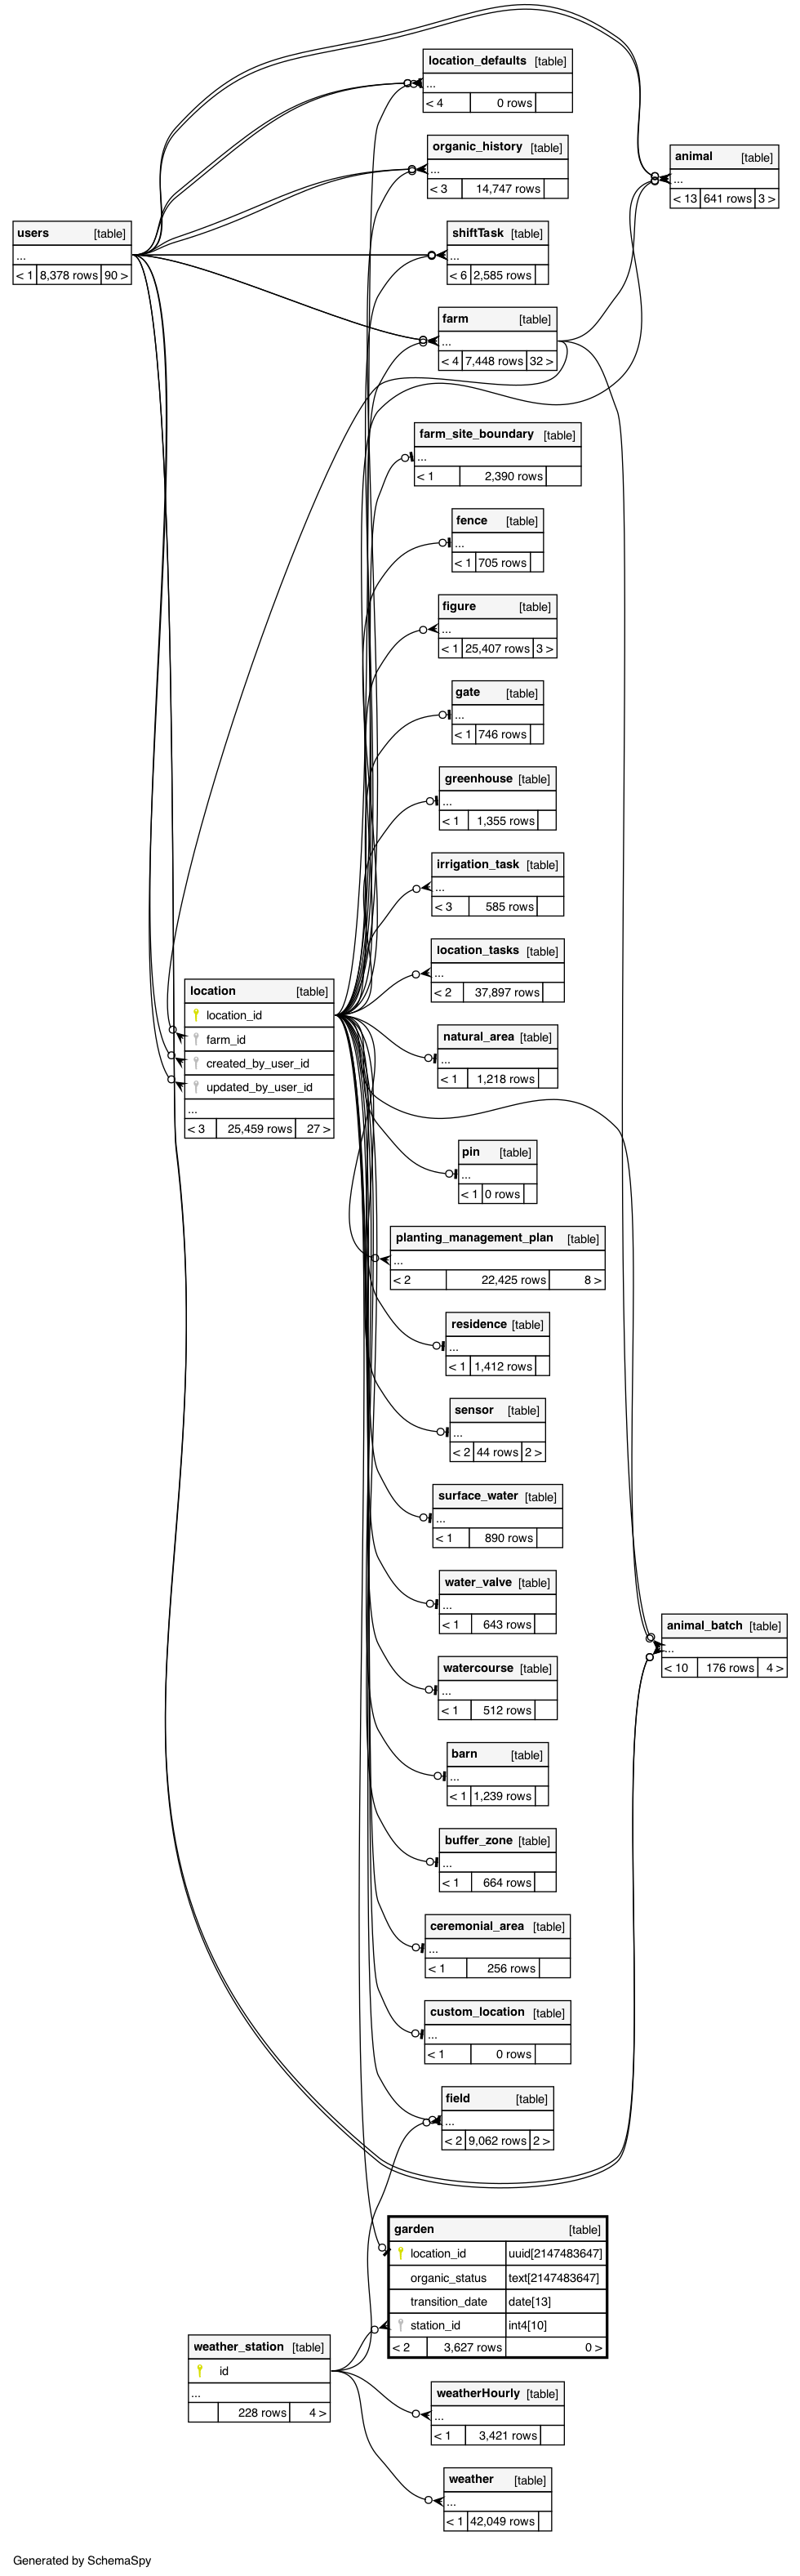 location_defaults [table]
...
< 4 0 rows
organic_history [table]
...
< 3 14,747 rows
animal [table]
...
< 13 641 rows 3 >
users [table]
...
< 1 8,378 rows 90 >
shiftTask [table]
...
< 6 2,585 rows
farm [table]
...
< 4 7,448 rows 32 >
farm_site_boundary [table]
...
< 1 2,390 rows
fence [table]
...
< 1 705 rows
figure [table]
...
< 1 25,407 rows 3 >
gate [table]
...
< 1 746 rows
greenhouse [table]
...
< 1 1,355 rows
irrigation_task [table]
...
< 3 585 rows
location_tasks [table]
...
< 2 37,897 rows
location [table]
location_id
farm_id
created_by_user_id
updated_by_user_id
...
< 3 25,459 rows 27 >
natural_area [table]
...
< 1 1,218 rows
pin [table]
...
< 1 0 rows
planting_management_plan [table]
...
< 2 22,425 rows 8 >
residence [table]
...
< 1 1,412 rows
sensor [table]
...
< 2 44 rows 2 >
surface_water [table]
...
< 1 890 rows
water_valve [table]
...
< 1 643 rows
animal_batch [table]
...
< 10 176 rows 4 >
watercourse [table]
...
< 1 512 rows
barn [table]
...
< 1 1,239 rows
buffer_zone [table]
...
< 1 664 rows
ceremonial_area [table]
...
< 1 256 rows
custom_location [table]
...
< 1 0 rows
field [table]
...
< 2 9,062 rows 2 >
garden [table]
location_id uuid[2147483647]
organic_status text[2147483647]
transition_date date[13]
station_id int4[10]
< 2 3,627 rows 0 >
weather_station [table]
id
...
228 rows 4 >
weatherHourly [table]
...
< 1 3,421 rows
weather [table]
...
< 1 42,049 rows
Generated by SchemaSpy